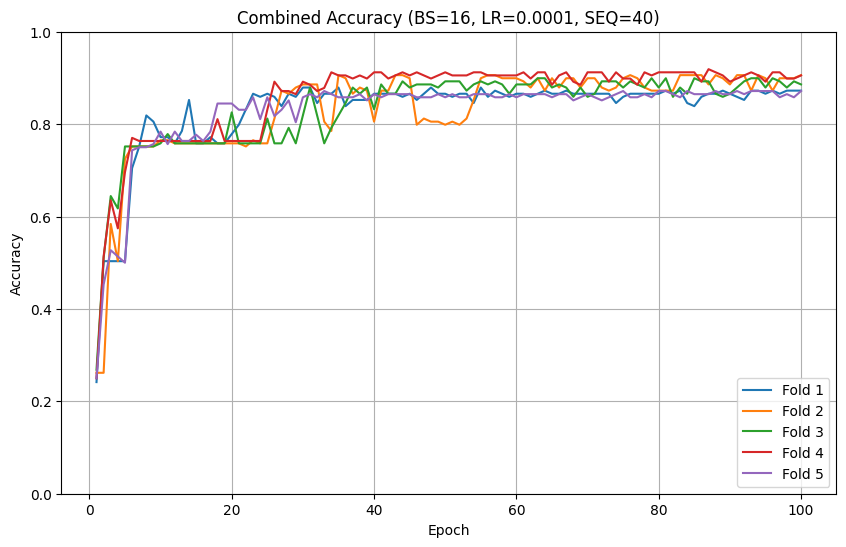 Combined Accuracy (BS=16, LR=0.0001, SEQ=40)
1.0
0.8
0.6
0.4
0.2
0.0
Accuracy
0 20 40 60 80 100
Epoch
Fold 1
Fold 2
Fold 3
Fold 4
Fold 5